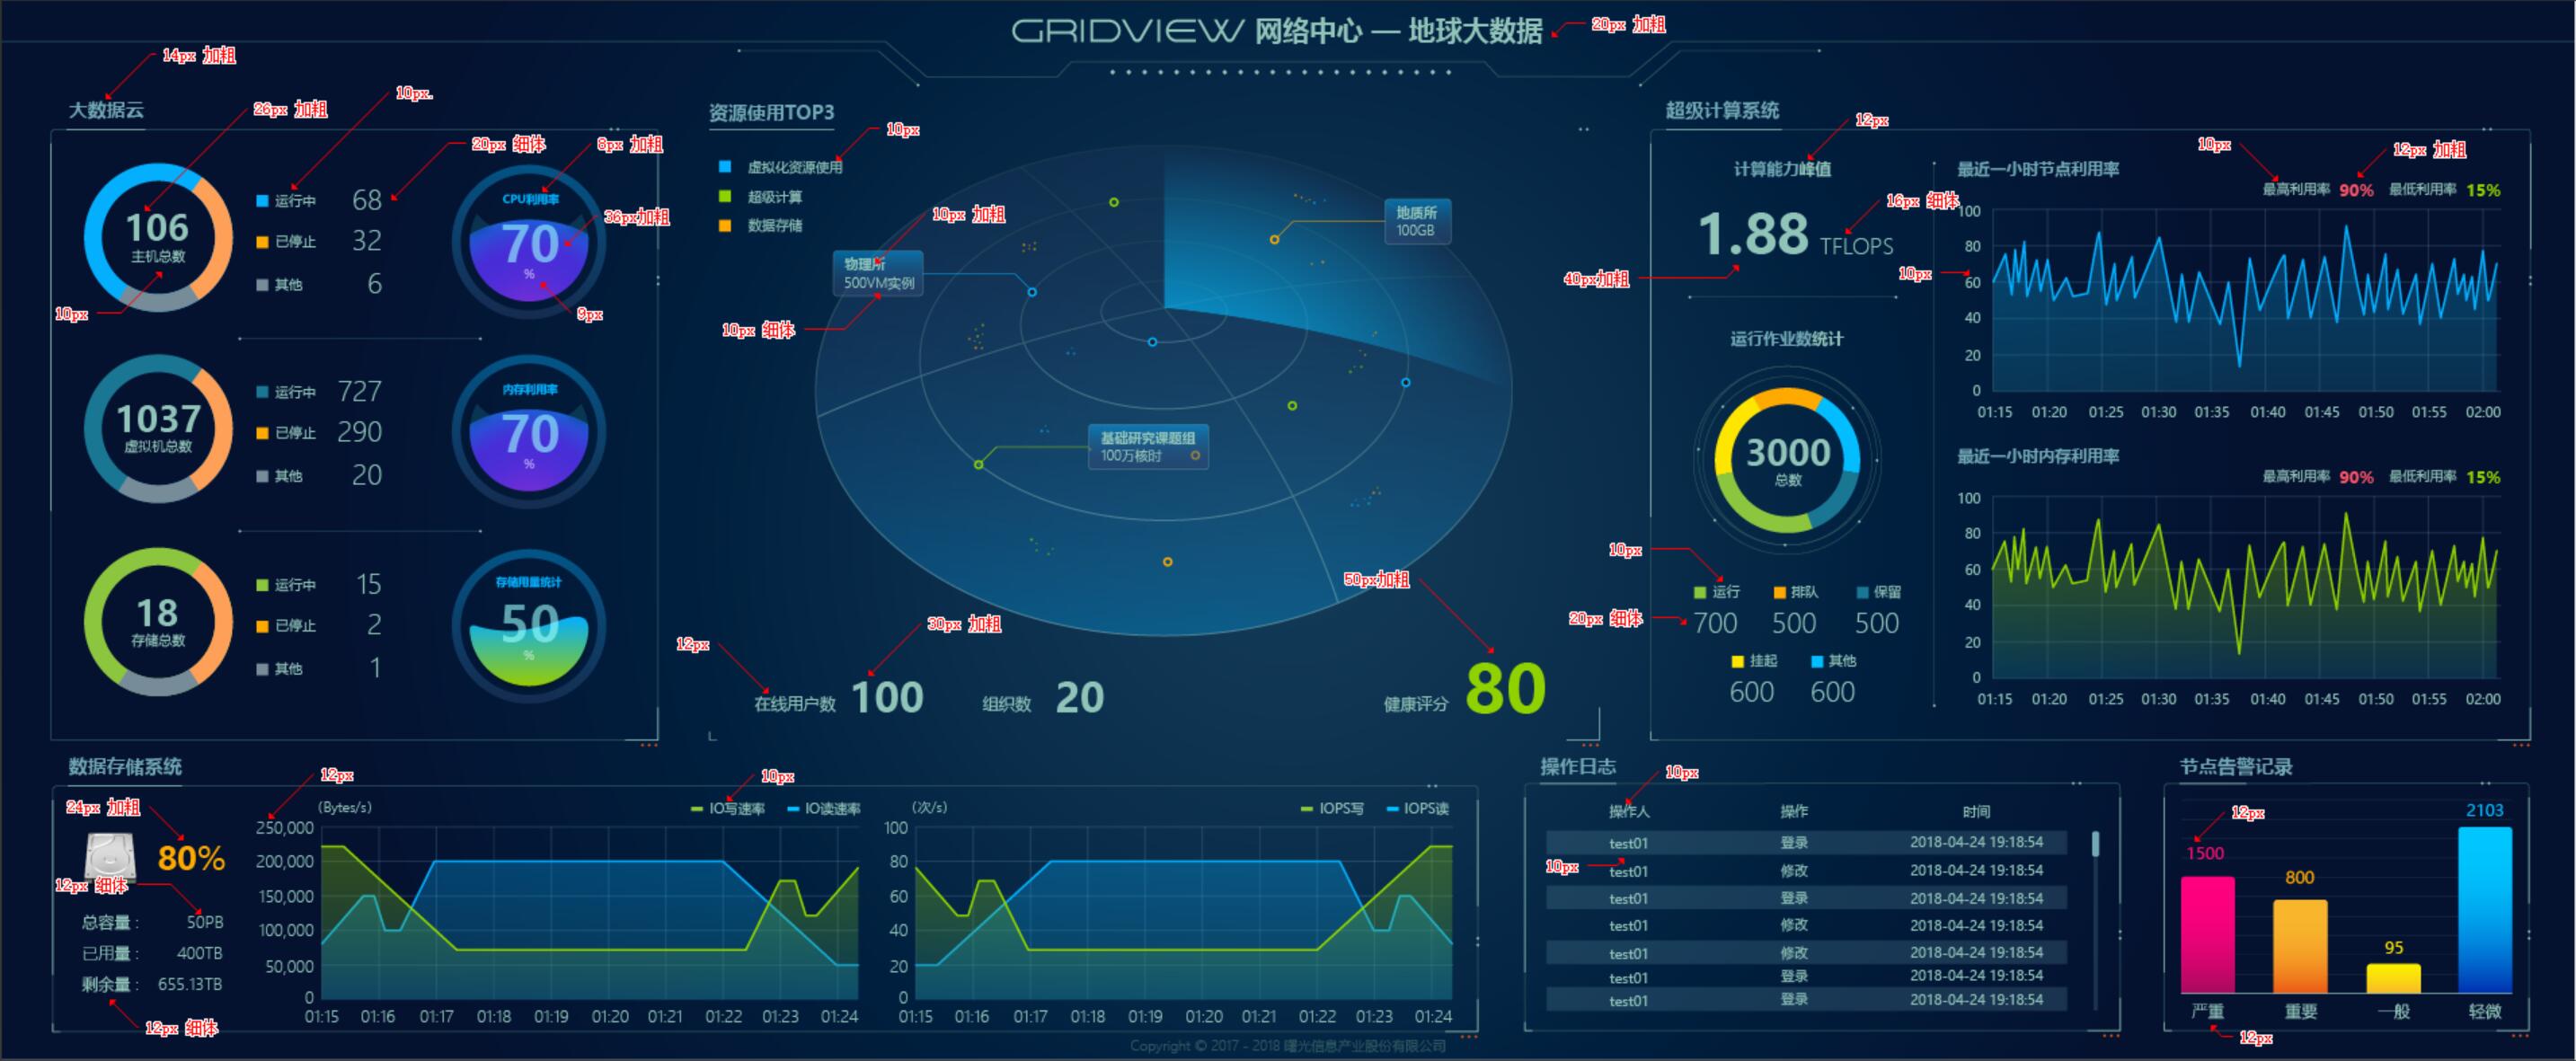 GRIDVIEW 网络中心 — 地球大数据
20px 加粗
14px 加粗
大数据云
26px 加粗
10px.
20px 细体
8px 加粗
106
主机总数
10px
运行中 68
已停止 32
其他 6
CPU利用率
70
%
36px加粗
9px
1037
虚拟机总数
运行中 727
已停止 290
其他 20
内存利用率
70
%
18
存储总数
运行中 15
已停止 2
其他 1
存储用量统计
50
%
资源使用TOP3
10px
虚拟化资源使用
超级计算
数据存储
10px 加粗
物理所
500VM实例
10px 细体
地质所
100GB
基础研究课题组
100万核时
12px
30px 加粗
50px加粗
在线用户数 100
组织数 20
健康评分 80
超级计算系统
12px
计算能力峰值
1.88 TFLOPS
16px 细体
40px加粗
10px
运行作业数统计
3000
总数
10px
运行 排队 保留
20px 细体
700 500 500
挂起 其他
600 600
10px
12px 加粗
最近一小时节点利用率
最高利用率 90% 最低利用率 15%
100
80
60
40
20
0
01:15 01:20 01:25 01:30 01:35 01:40 01:45 01:50 01:55 02:00
最近一小时内存利用率
最高利用率 90% 最低利用率 15%
100
80
60
40
20
0
01:15 01:20 01:25 01:30 01:35 01:40 01:45 01:50 01:55 02:00
数据存储系统
24px 加粗
80%
12px 细体
总容量： 50PB
已用量： 400TB
剩余量： 655.13TB
12px 细体
12px
10px
(Bytes/s)
IO写速率 IO读速率
250,000
200,000
150,000
100,000
50,000
0
01:15 01:16 01:17 01:18 01:19 01:20 01:21 01:22 01:23 01:24
(次/s)
IOPS写 IOPS读
100
80
60
40
20
0
01:15 01:16 01:17 01:18 01:19 01:20 01:21 01:22 01:23 01:24
操作日志
10px
操作人 操作 时间
test01 登录 2018-04-24 19:18:54
10px
test01 修改 2018-04-24 19:18:54
test01 登录 2018-04-24 19:18:54
test01 修改 2018-04-24 19:18:54
test01 修改 2018-04-24 19:18:54
test01 登录 2018-04-24 19:18:54
test01 登录 2018-04-24 19:18:54
节点告警记录
12px
1500
800
95
2103
严重 重要 一般 轻微
12px
Copyright © 2017 - 2018 曙光信息产业股份有限公司